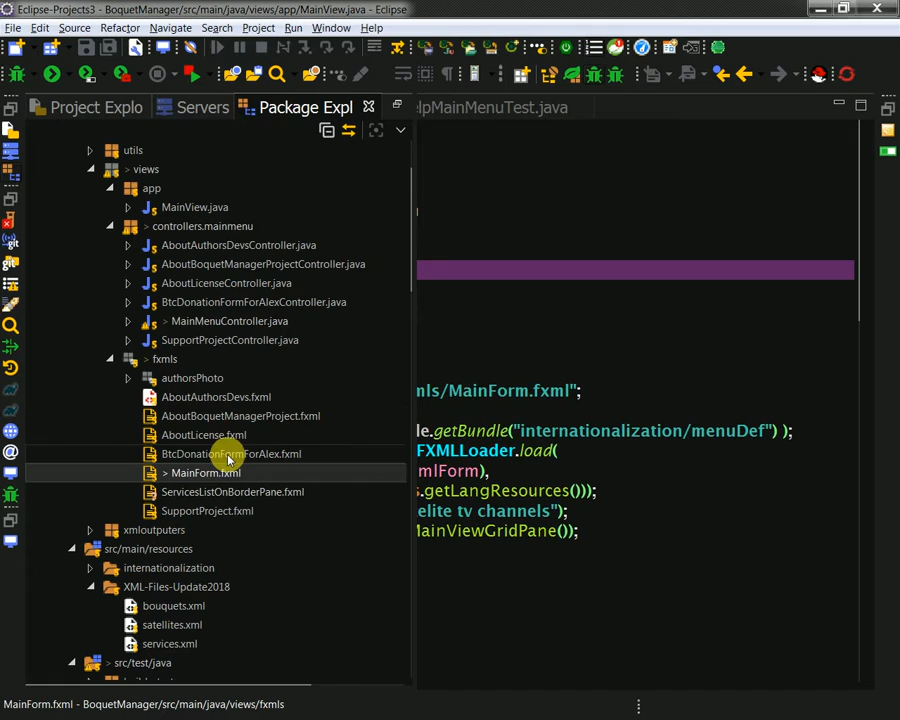 Eclipse-Projects3 - BoquetManager/src/main/java/views/app/MainView.java - Eclipse
File Edit Source Refactor Navigate Search Project Run Window Help
Project Explo Servers Package Expl lpMainMenuTest.java
utils
> views
app
MainView.java
controllers.mainmenu
AboutAuthorsDevsController.java
AboutBoquetManagerProjectController.java
AboutLicenseController.java
BtcDonationFormForAlexController.java
> MainMenuController.java
SupportProjectController.java
> fxmls
authorsPhoto
AboutAuthorsDevs.fxml
mls/MainForm.fxml";
AboutBoquetManagerProject.fxml
AboutLicense.fxml
le.getBundle("internationalization/menuDef") );
BtcDonationFormForAlex.fxml
FXMLLoader.load(
> MainForm.fxml
mlForm),
ServicesListOnBorderPane.fxml
s.getLangResources()));
SupportProject.fxml
elite tv channels");
xmloutputers
MainViewGridPane());
src/main/resources
internationalization
XML-Files-Update2018
bouquets.xml
satellites.xml
services.xml
> src/test/java
MainForm.fxml - BoquetManager/src/main/java/views/fxmls